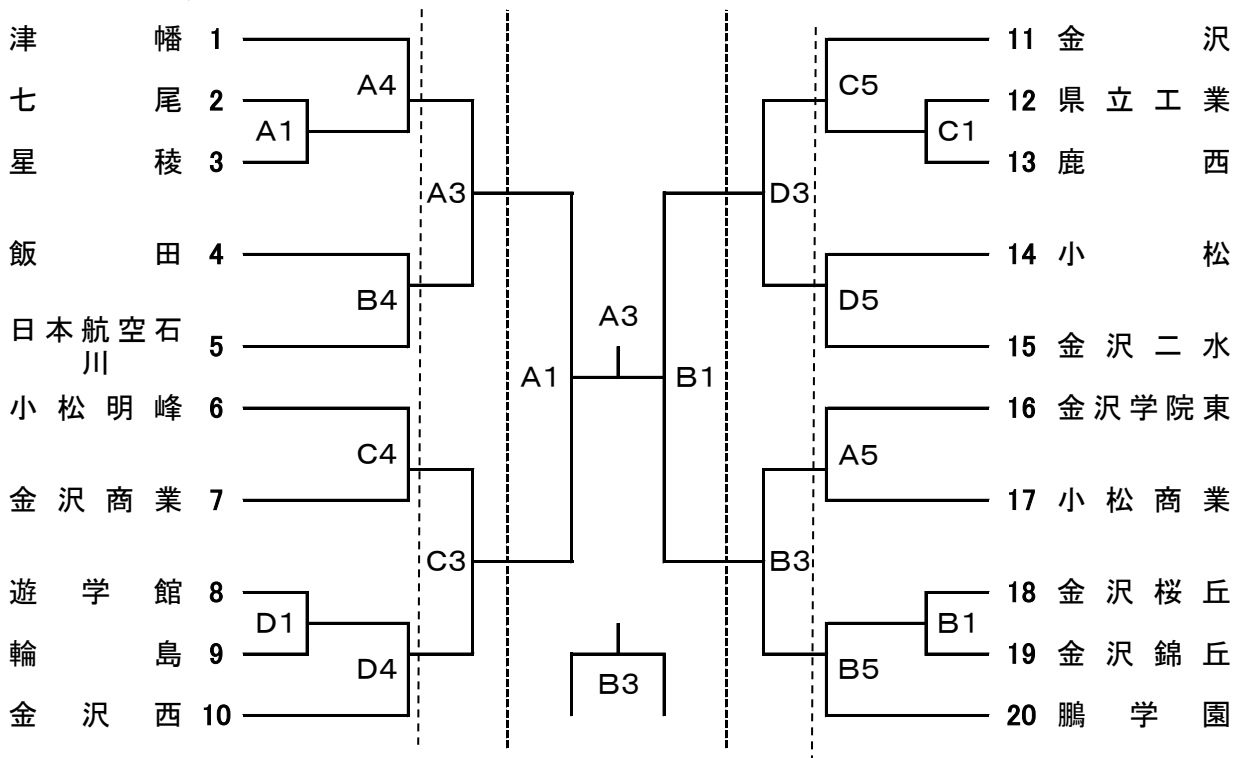 津幡 1
A4
七尾 2
A1
星稜 3
A3
飯田 4
B4
日本航空石
川 5
A1
小松明峰 6
C4
金沢商業 7
C3
遊学館 8
D1
輪島 9
D4
金沢西 10
A3
B3
B1
11 金沢
C5
12 県立工業
C1
13 鹿西
D3
14 小松
D5
15 金沢二水
16 金沢学院東
A5
17 小松商業
B3
18 金沢桜丘
B1
19 金沢錦丘
B5
20 鵬学園